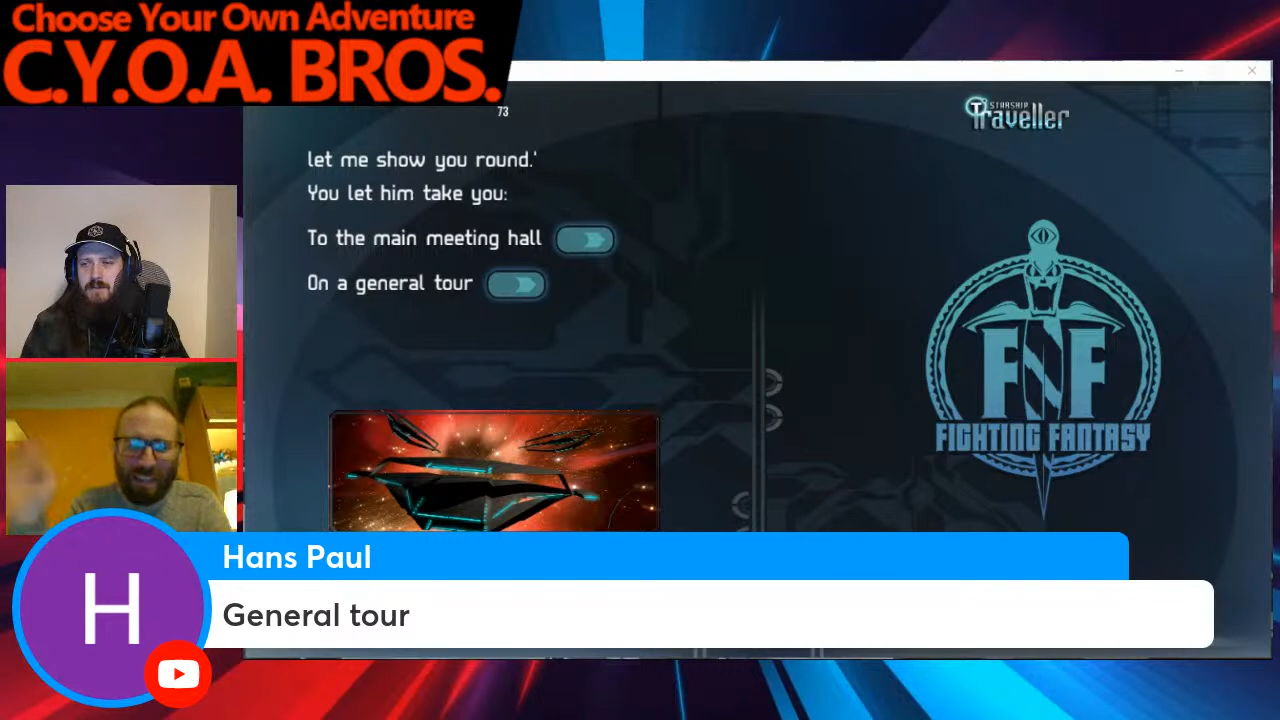 Choose Your Own Adventure
C.Y.O.A. BROS.
73
STARSHIP
Traveller
let me show you round.'
You let him take you:
To the main meeting hall
On a general tour
FF
FIGHTING FANTASY
H
Hans Paul
General tour